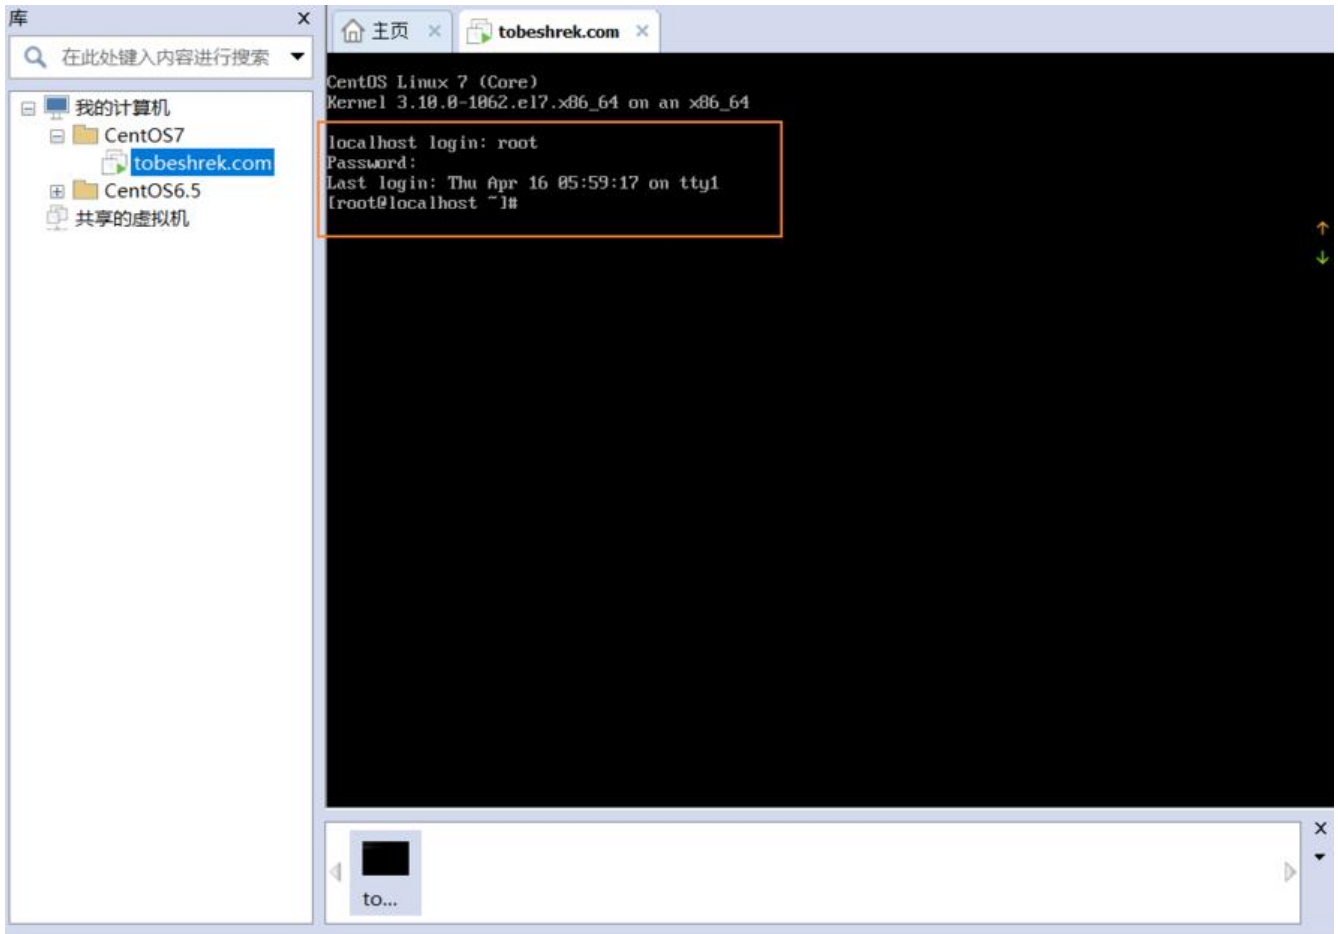 库
x
在此处键入内容进行搜索
我的计算机
CentOS7
tobeshrek.com
CentOS6.5
共享的虚拟机
主页 ×
tobeshrek.com ×
CentOS Linux 7 (Core)
Kernel 3.10.0-1062.el7.x86_64 on an x86_64
localhost login: root
Password:
Last login: Thu Apr 16 05:59:17 on tty1
[root@localhost ~]#
x
to...